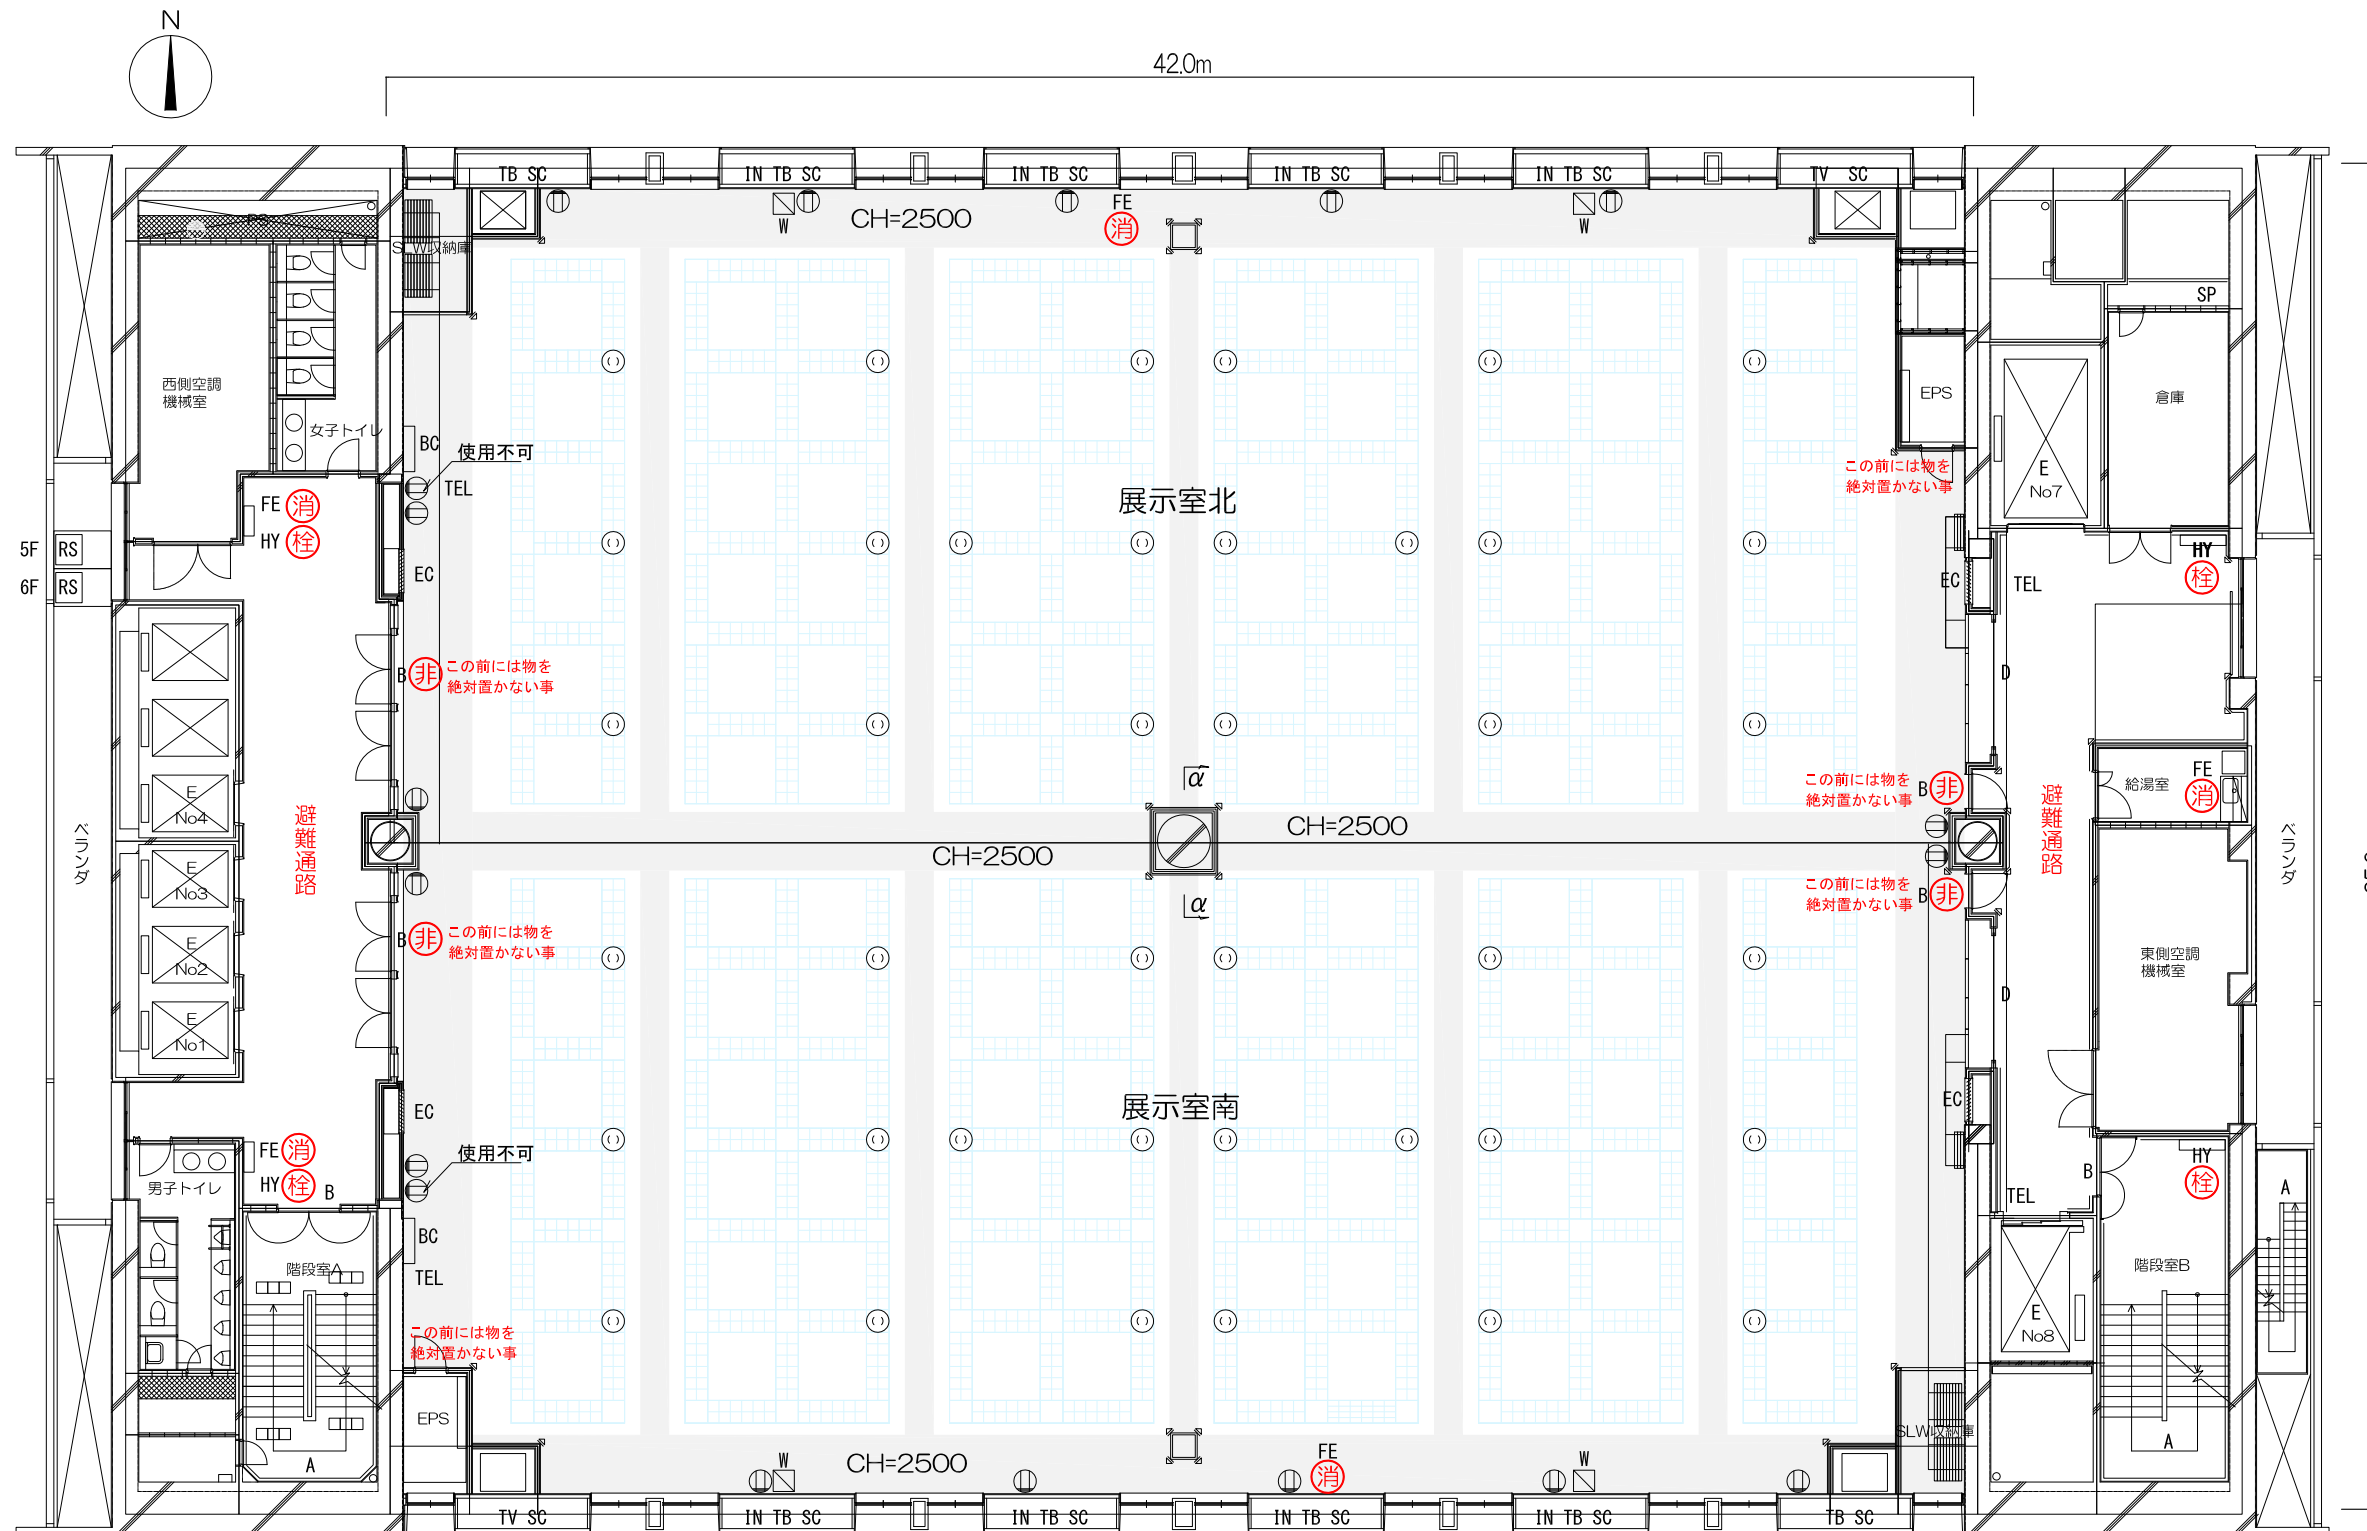 N
42.0m
TB SC
IN TB SC
IN TB SC
IN TB SC
IN TB SC
TV SC
PS
SLW収納庫
W
CH=2500
FE
消
W
SP
西側空調
機械室
女子トイレ
BC
使用不可
TEL
EPS
倉庫
E
No7
この前には物を
絶対置かない事
展示室北
FE
消
HY
栓
5F
RS
6F
RS
EC
EC
TEL
HY
栓
B
非
この前には物を
絶対置かない事
D
E
No4
α
この前には物を
絶対置かない事
B
非
給湯室
FE
消
避難通路
避難通路
ベランダ
ベランダ
CH=2500
CH=2500
E
No3
α
この前には物を
絶対置かない事
B
非
B
非
この前には物を
絶対置かない事
E
No2
東側空調
機械室
D
E
No1
展示室南
EC
EC
FE
消
HY
栓
B
使用不可
男子トイレ
HY
栓
B
TEL
A
BC
TEL
階段室A
階段室B
この前には物を
絶対置かない事
E
No8
EPS
SLW収納庫
A
A
W
CH=2500
FE
消
W
TV SC
IN TB SC
IN TB SC
IN TB SC
IN TB SC
TB SC